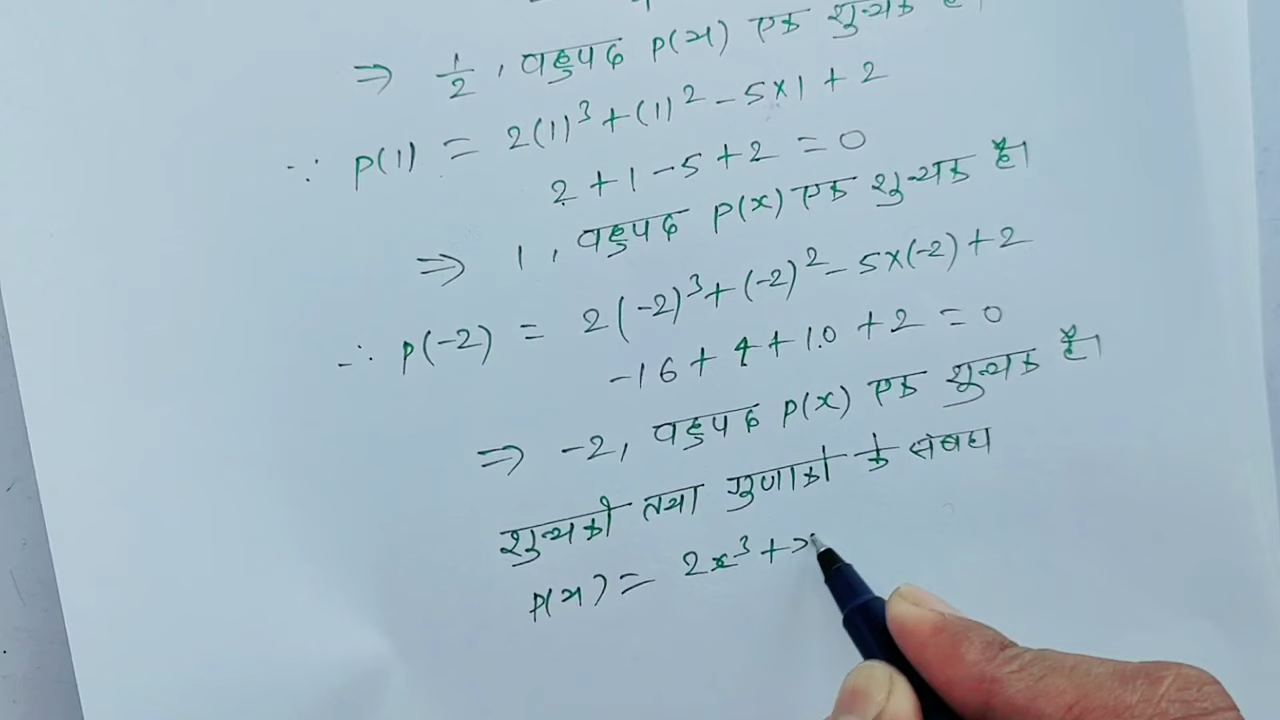 ⇒ 1/2, बहुपद p(x) एक शून्यक है।
∵ p(1) = 2(1)³+(1)² - 5×1 + 2
2 + 1 - 5 + 2 = 0
⇒ 1, बहुपद p(x) एक शून्यक है।
∵ p(-2) = 2(-2)³+(-2)² - 5×(-2) + 2
-16 + 4 + 10 + 2 = 0
⇒ -2, बहुपद p(x) एक शून्यक है।
शून्यको तथा गुणाको के संबध
p(x) = 2x³ + x